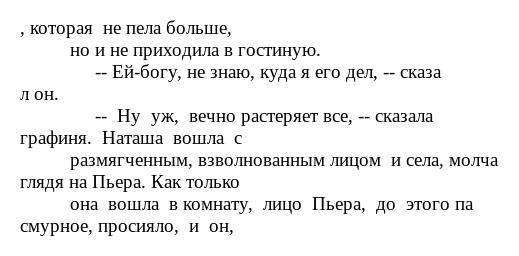 , которая  не пела больше,
но и не приходила в гостиную.
-- Ей-богу, не знаю, куда я его дел, -- сказа
л он.
--  Ну  уж,  вечно растеряет все, -- сказала
графиня.  Наташа  вошла  с
размягченным, взволнованным лицом  и села, молча
глядя на Пьера. Как только
она  вошла  в комнату,  лицо  Пьера,  до  этого па
смурное, просияло,  и  он,